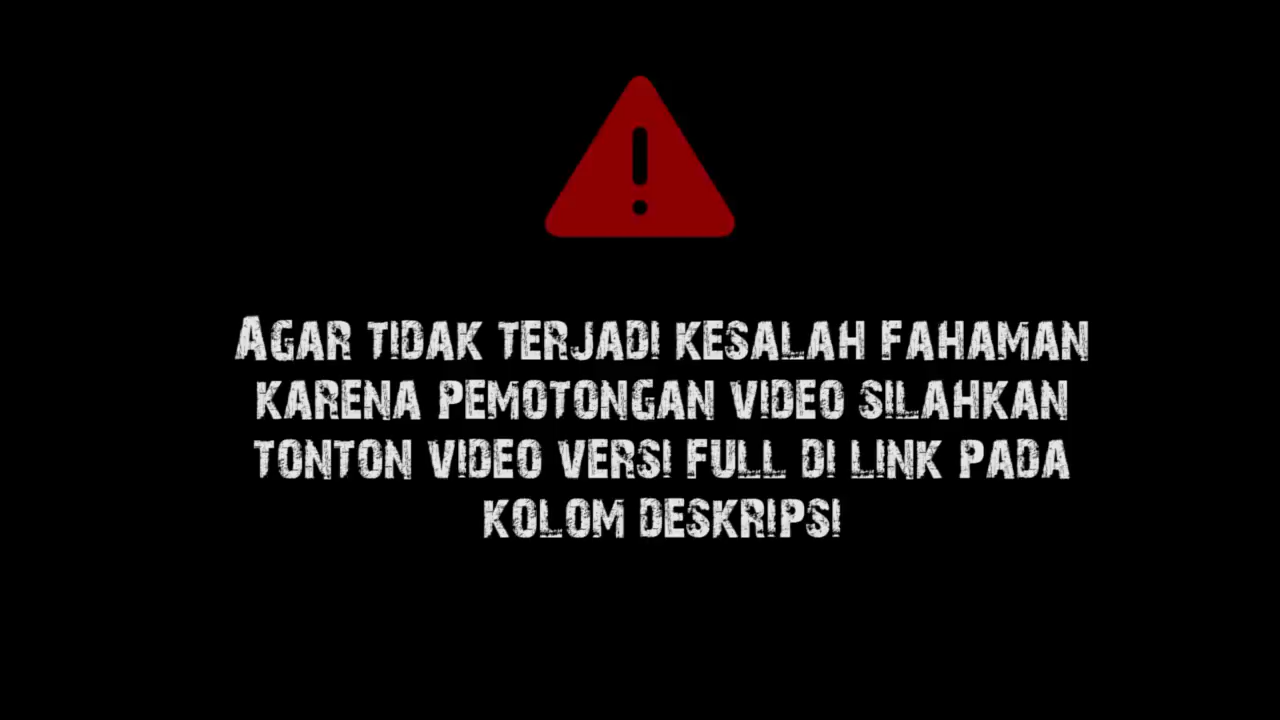 Agar tidak terjadi kesalah fahaman
karena pemotongan video silahkan
tonton video versi full di link pada
kolom deskripsi